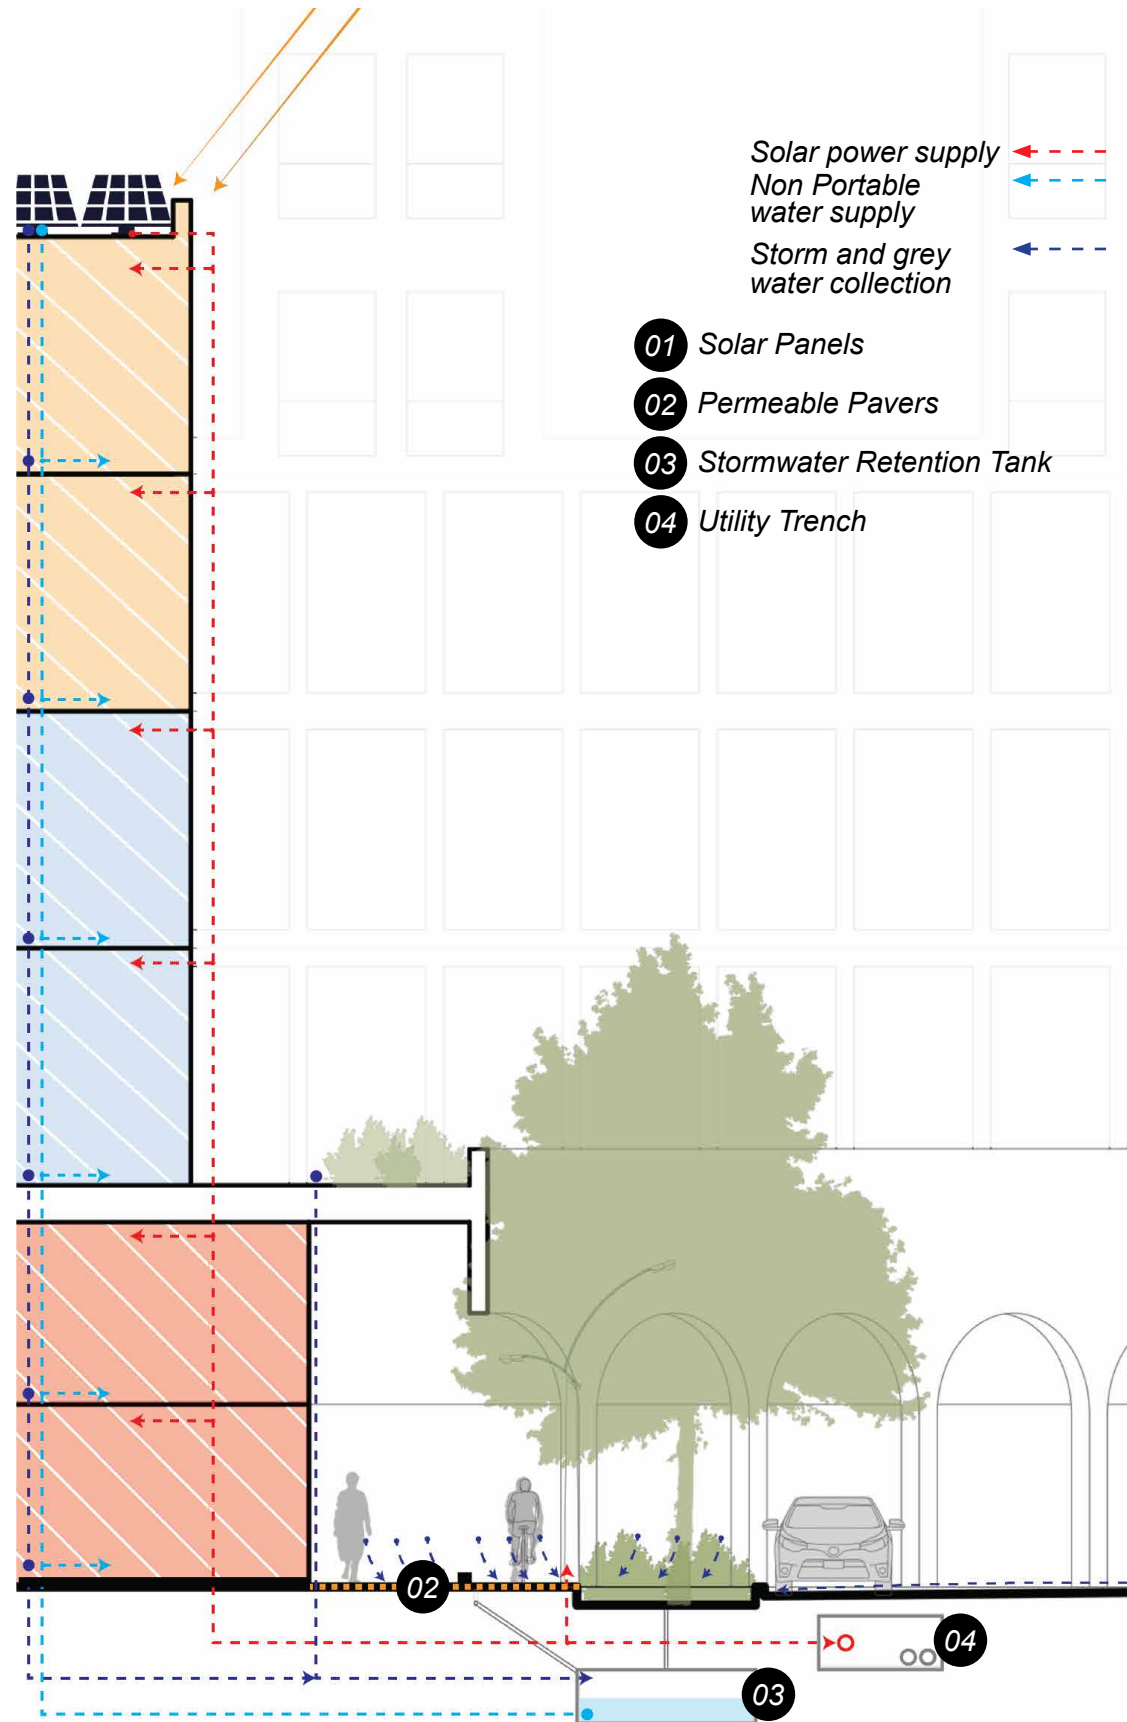 Solar power supply
Non Portable
water supply
Storm and grey
water collection
01 Solar Panels
02 Permeable Pavers
03 Stormwater Retention Tank
04 Utility Trench
02
04
03